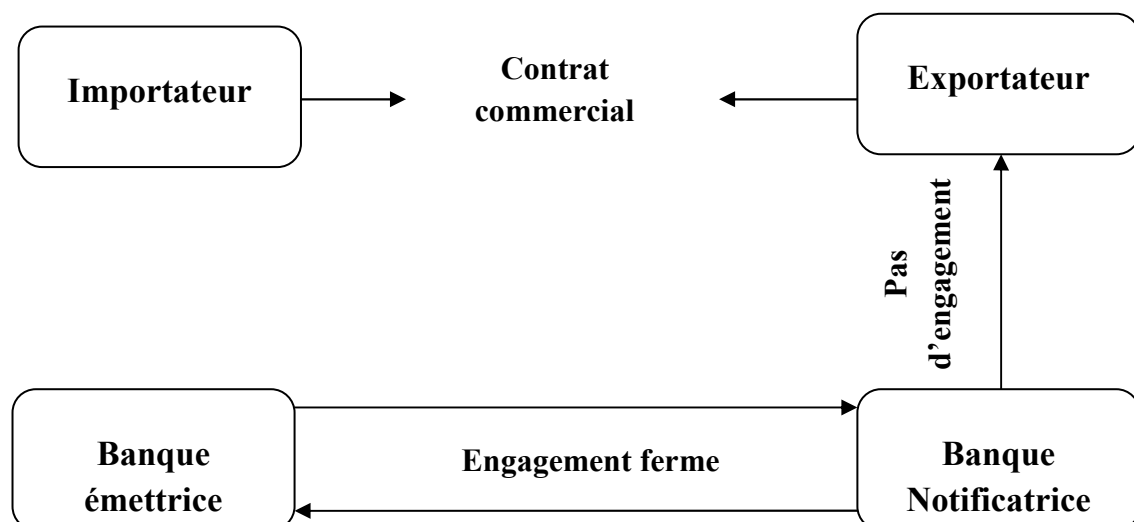 Importateur
Contrat
commercial
Exportateur
Pas
d’engagement
Banque
émettrice
Engagement ferme
Banque
Notificatrice